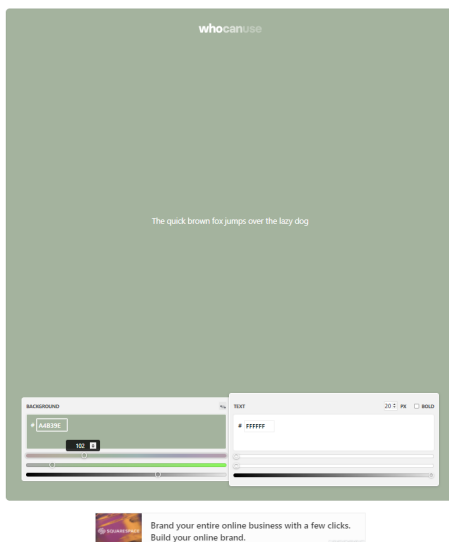 whocanuse
The quick brown fox jumps over the lazy dog
BACKGROUND
# A4B39E
102
TEXT
20 PX BOLD
# FFFFFF
SQUARESPACE
Brand your entire online business with a few clicks.
Build your online brand.